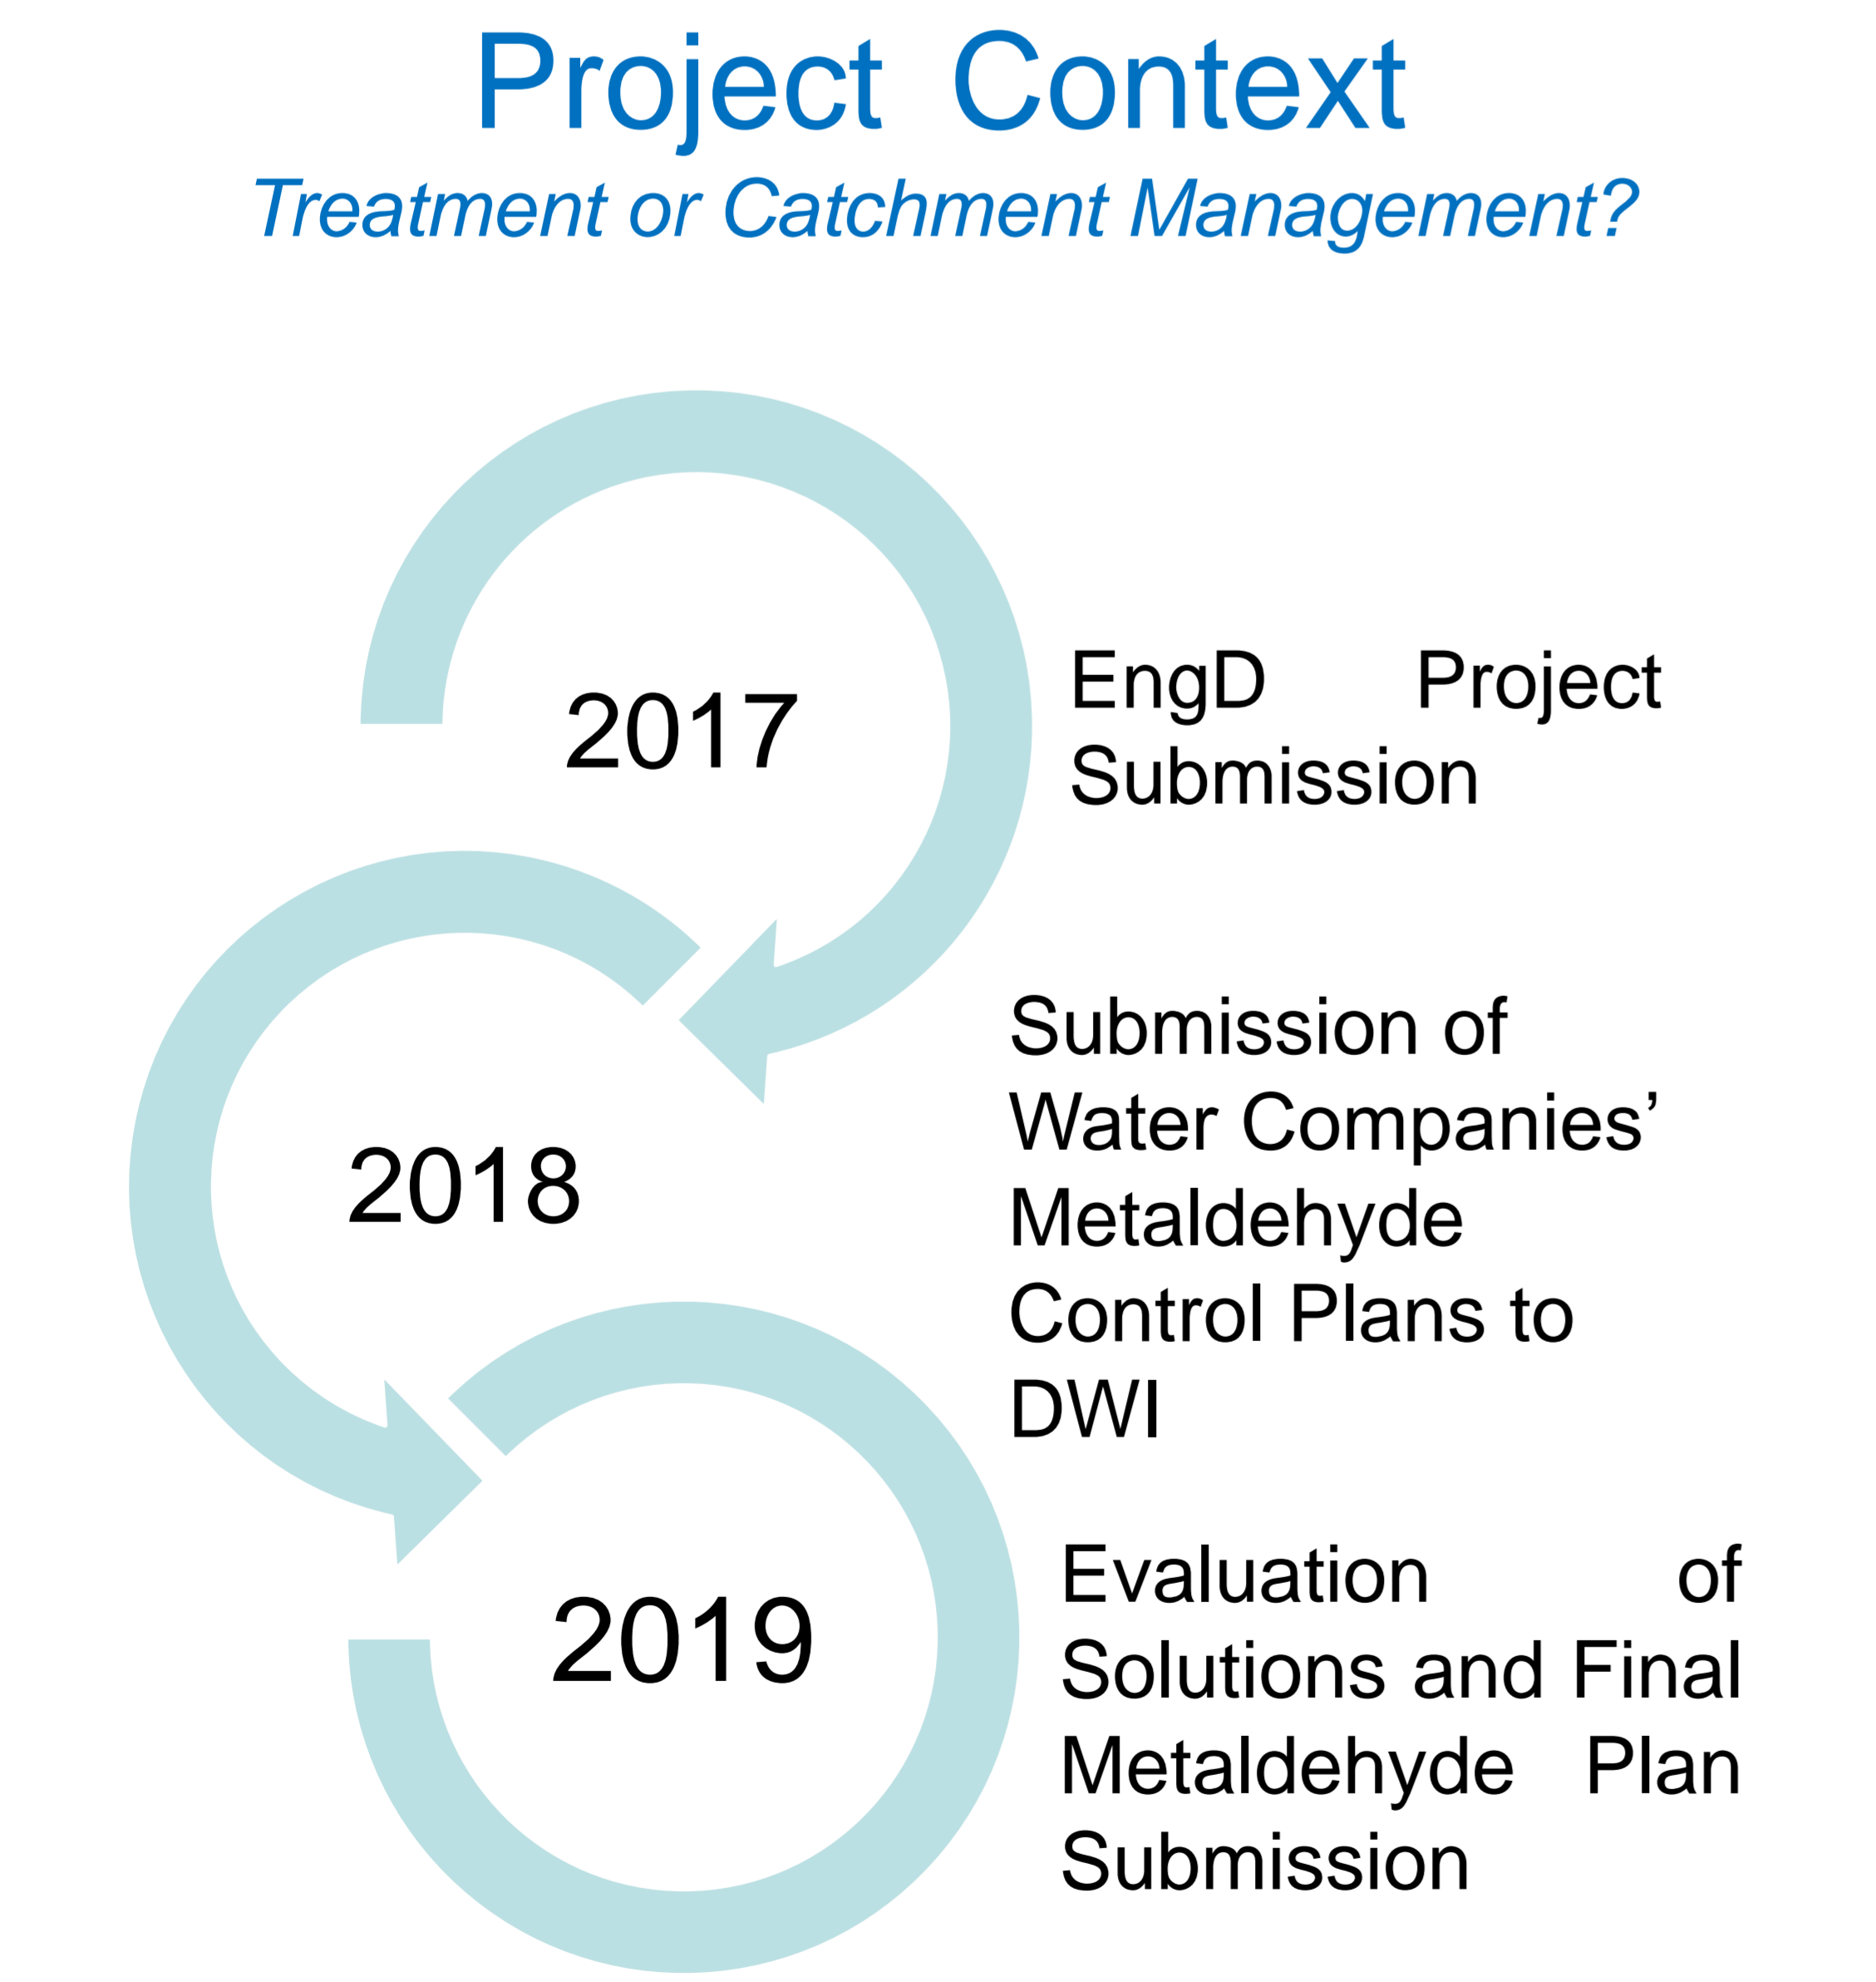 Project Context
Treatment or Catchment Management?
2017
EngD Project
Submission
2018
Submission of
Water Companies’
Metaldehyde
Control Plans to
DWI
2019
Evaluation of
Solutions and Final
Metaldehyde Plan
Submission